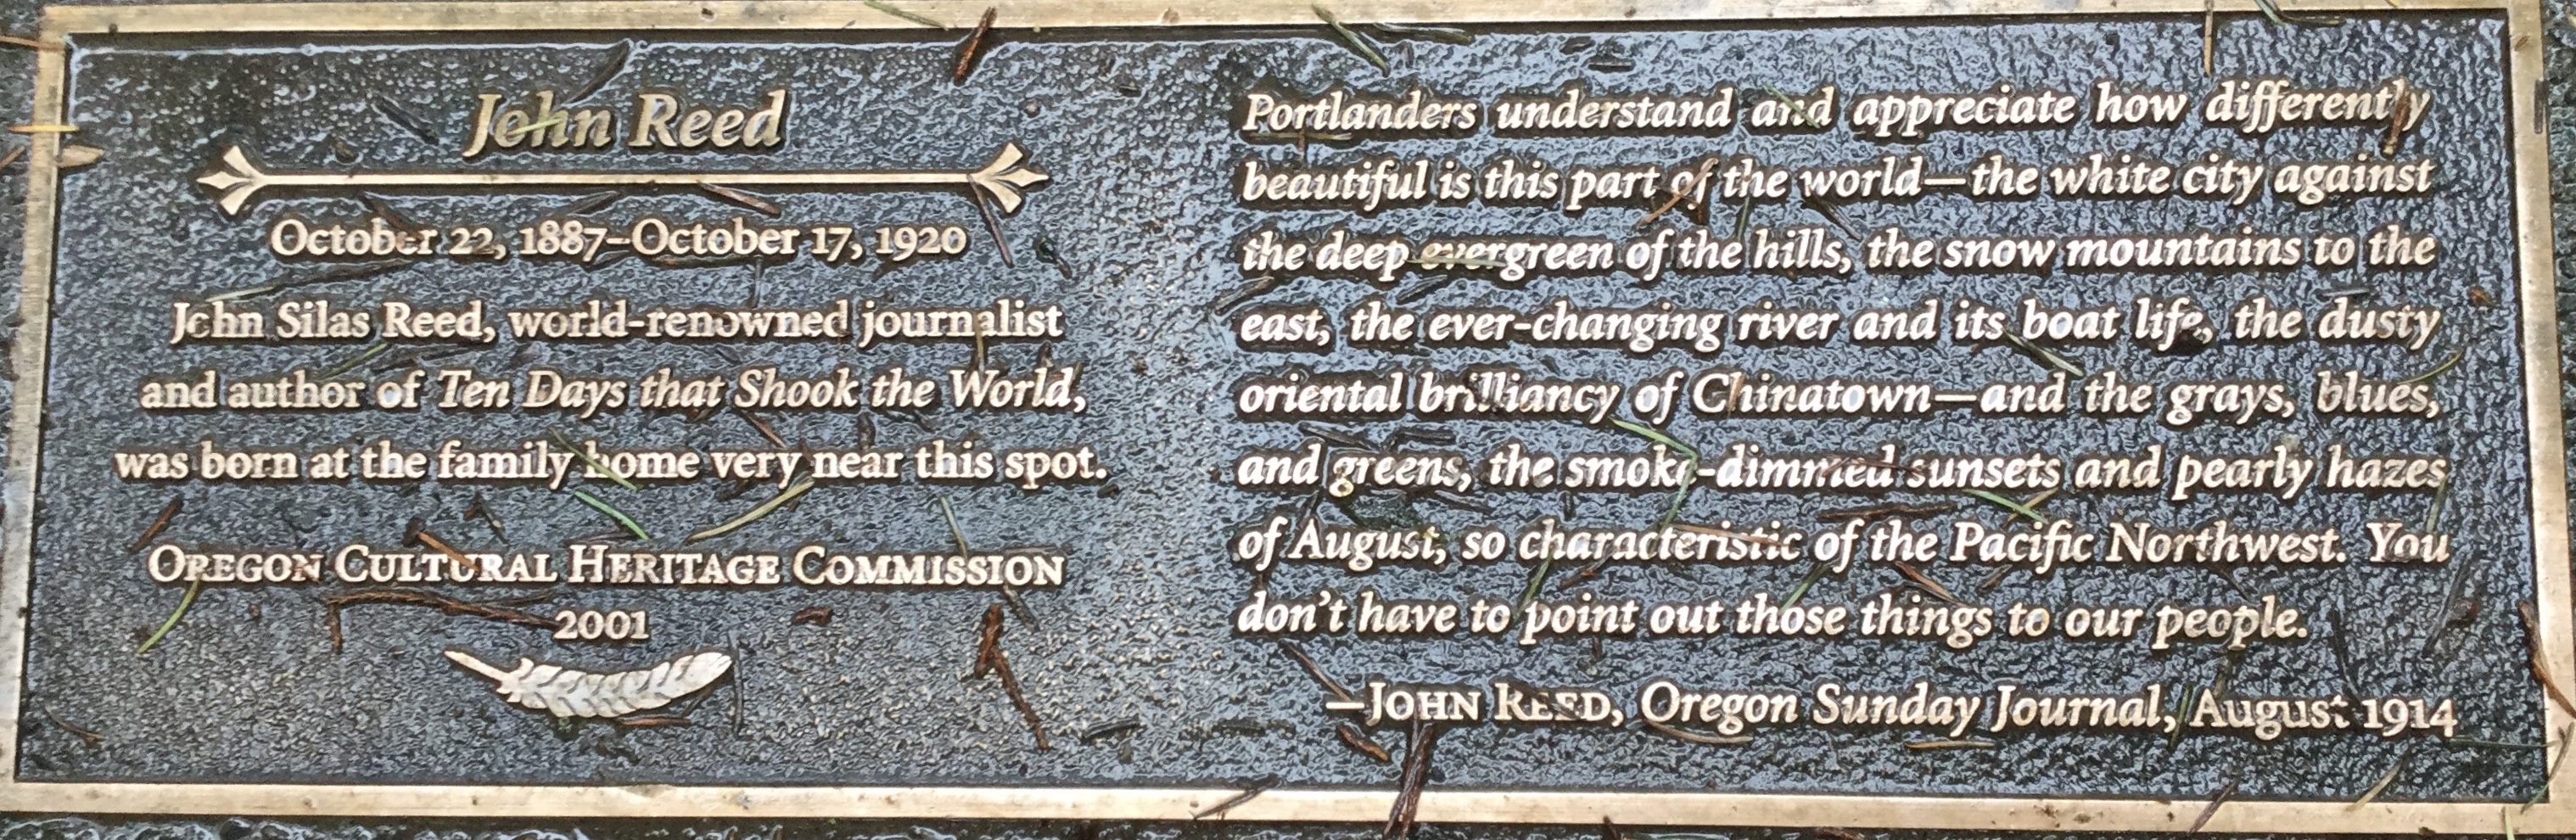 John Reed
October 22, 1887–October 17, 1920
John Silas Reed, world-renowned journalist
and author of Ten Days that Shook the World,
was born at the family home very near this spot.
OREGON CULTURAL HERITAGE COMMISSION
2001
Portlanders understand and appreciate how differently
beautiful is this part of the world—the white city against
the deep evergreen of the hills, the snow mountains to the
east, the ever-changing river and its boat life, the dusty
oriental brilliancy of Chinatown—and the grays, blues,
and greens, the smoke-dimmed sunsets and pearly hazes
of August, so characteristic of the Pacific Northwest. You
don't have to point out those things to our people.
—JOHN REED, Oregon Sunday Journal, August 1914